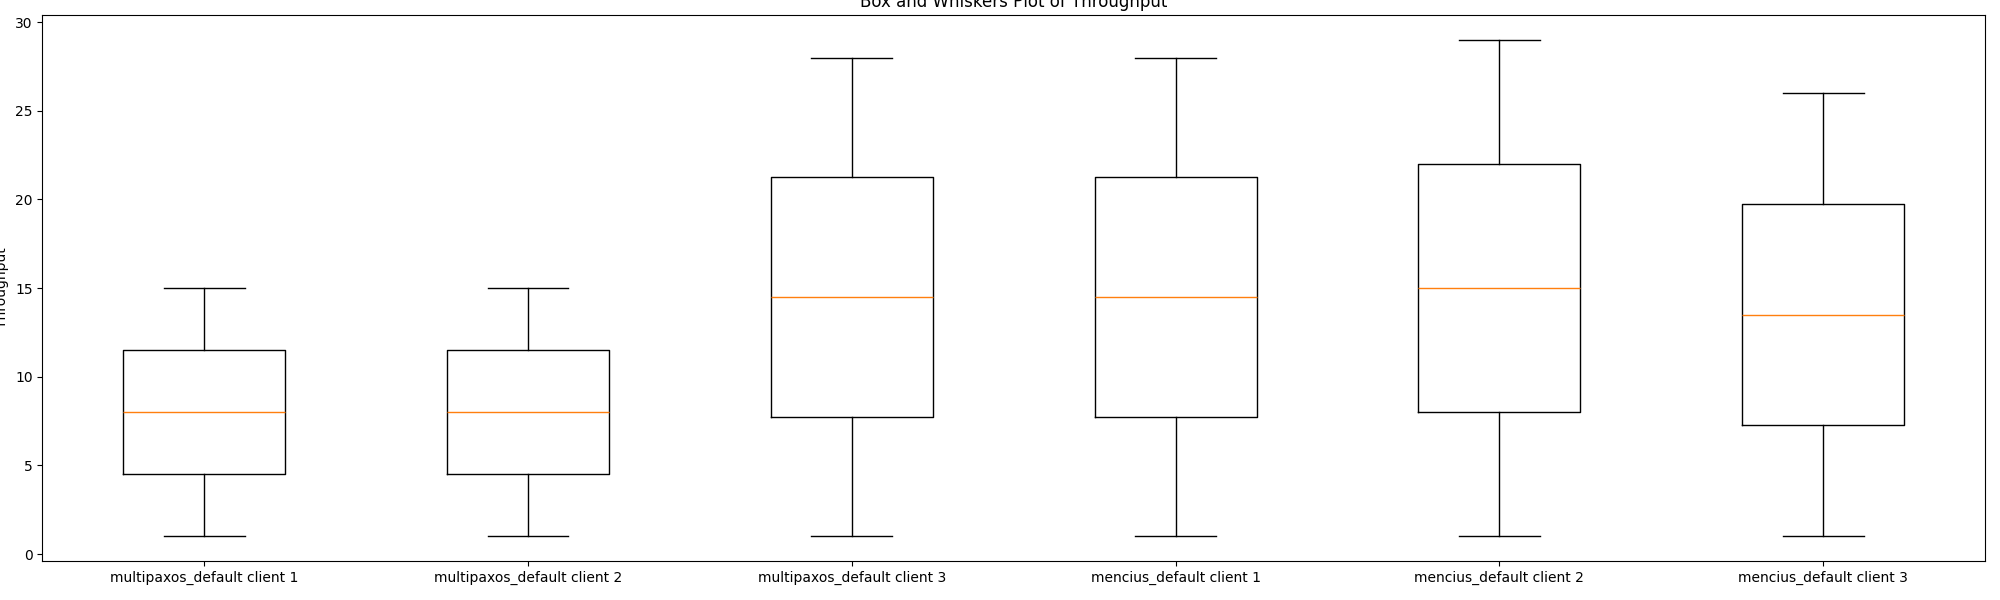 Box and Whiskers Plot of Throughput
30
25
20
15
10
5
0
Throughput
multipaxos_default client 1
multipaxos_default client 2
multipaxos_default client 3
mencius_default client 1
mencius_default client 2
mencius_default client 3